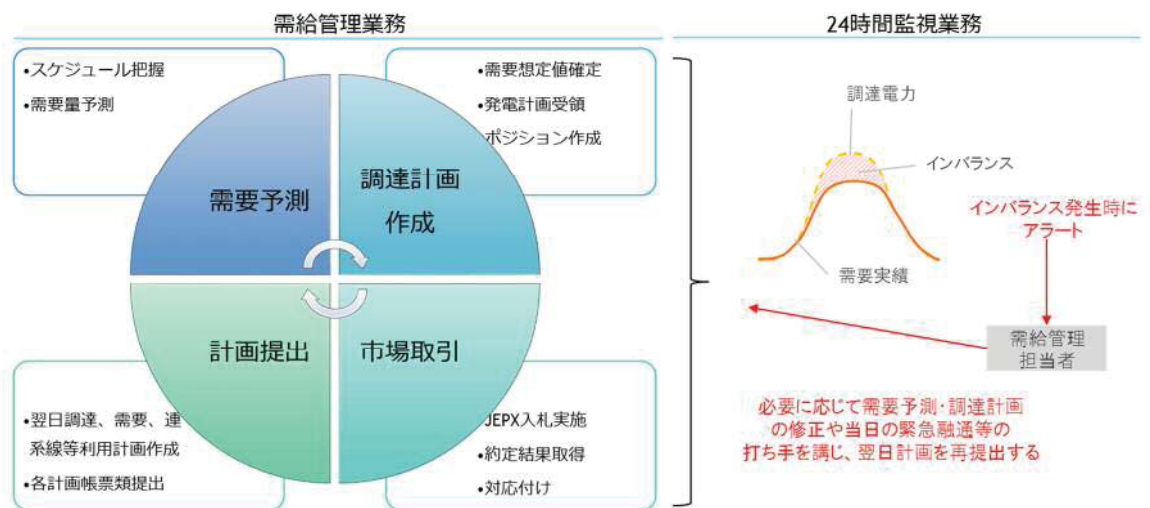 需給管理業務
•スケジュール把握
•需要量予測
•需要想定値確定
•発電計画受領
ポジション作成
需要予測
調達計画
作成
計画提出
市場取引
•翌日調達、需要、連
系線等利用計画作成
•各計画帳票類提出
JEPX入札実施
•約定結果取得
•対応付け
24時間監視業務
調達電力
インバランス
インバランス発生時に
アラート
需要実績
需給管理
担当者
必要に応じて需要予測・調達計画
の修正や当日の緊急融通等の
打ち手を講じ、翌日計画を再提出する